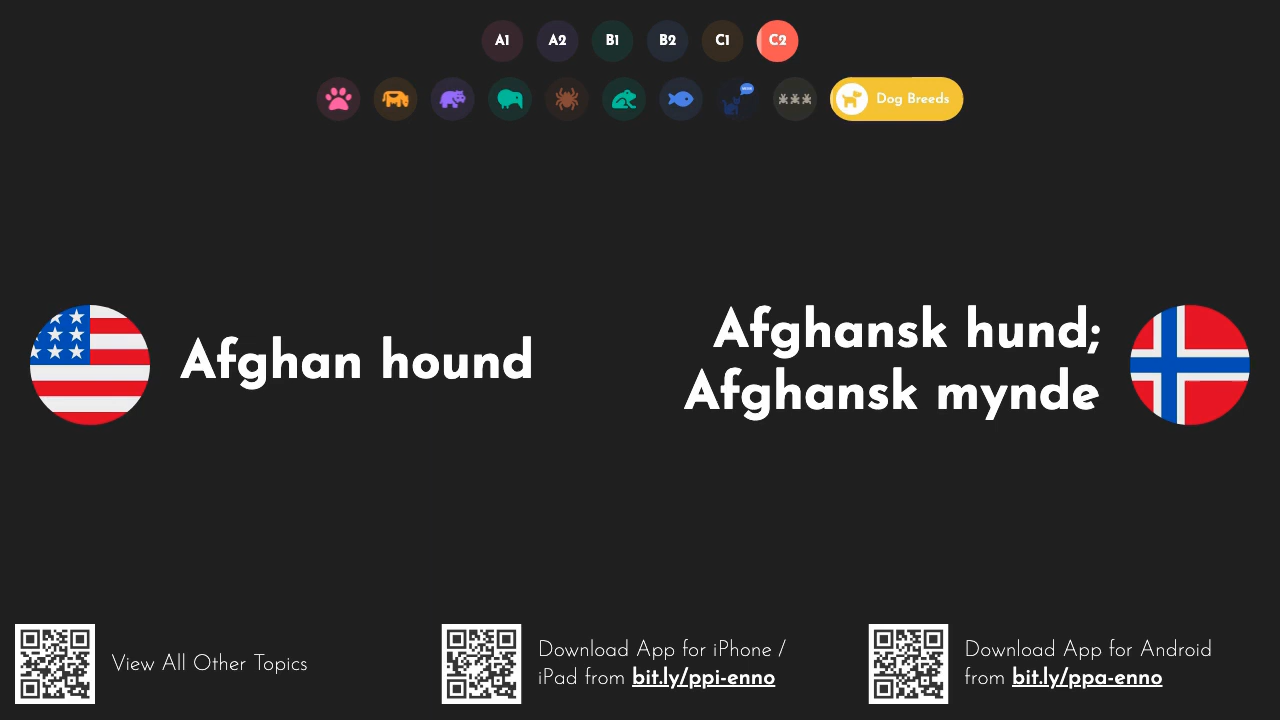 A1 A2 B1 B2 C1 C2
Dog Breeds
Afghan hound
Afghansk hund;
Afghansk mynde
View All Other Topics
Download App for iPhone /
iPad from bit.ly/ppi-enno
Download App for Android
from bit.ly/ppa-enno